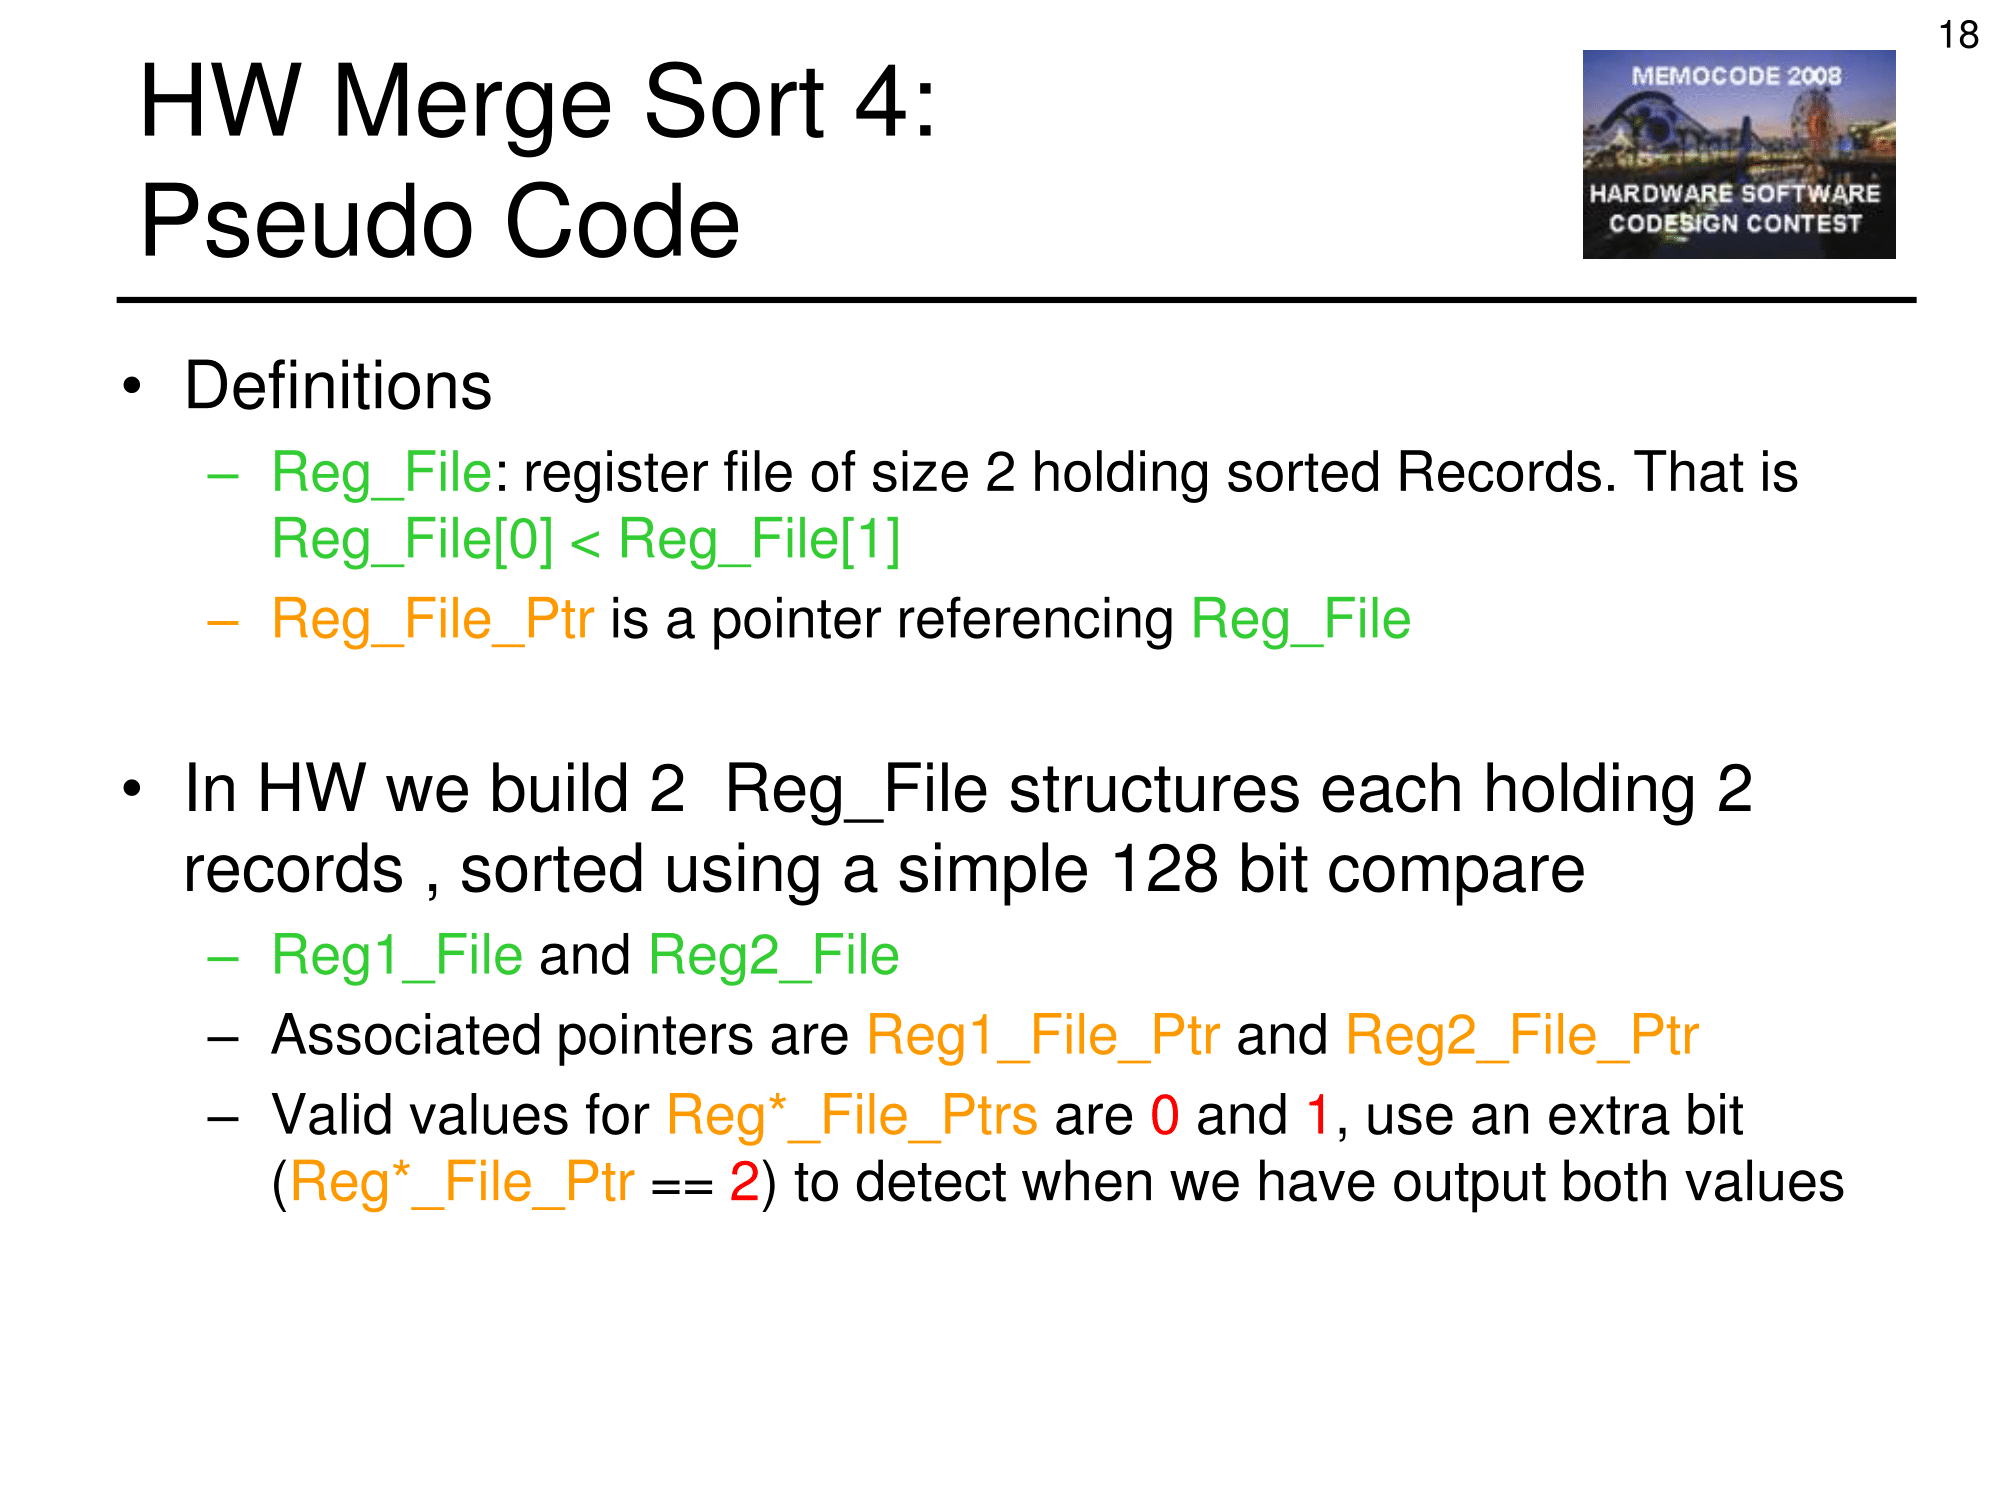 18
HW Merge Sort 4:
Pseudo Code
MEMOCODE 2008
HARDWARE SOFTWARE
CODESIGN CONTEST
• Definitions
– Reg_File: register file of size 2 holding sorted Records. That is
Reg_File[0] < Reg_File[1]
– Reg_File_Ptr is a pointer referencing Reg_File
• In HW we build 2  Reg_File structures each holding 2
records , sorted using a simple 128 bit compare
– Reg1_File and Reg2_File
– Associated pointers are Reg1_File_Ptr and Reg2_File_Ptr
– Valid values for Reg*_File_Ptrs are 0 and 1, use an extra bit
(Reg*_File_Ptr == 2) to detect when we have output both values